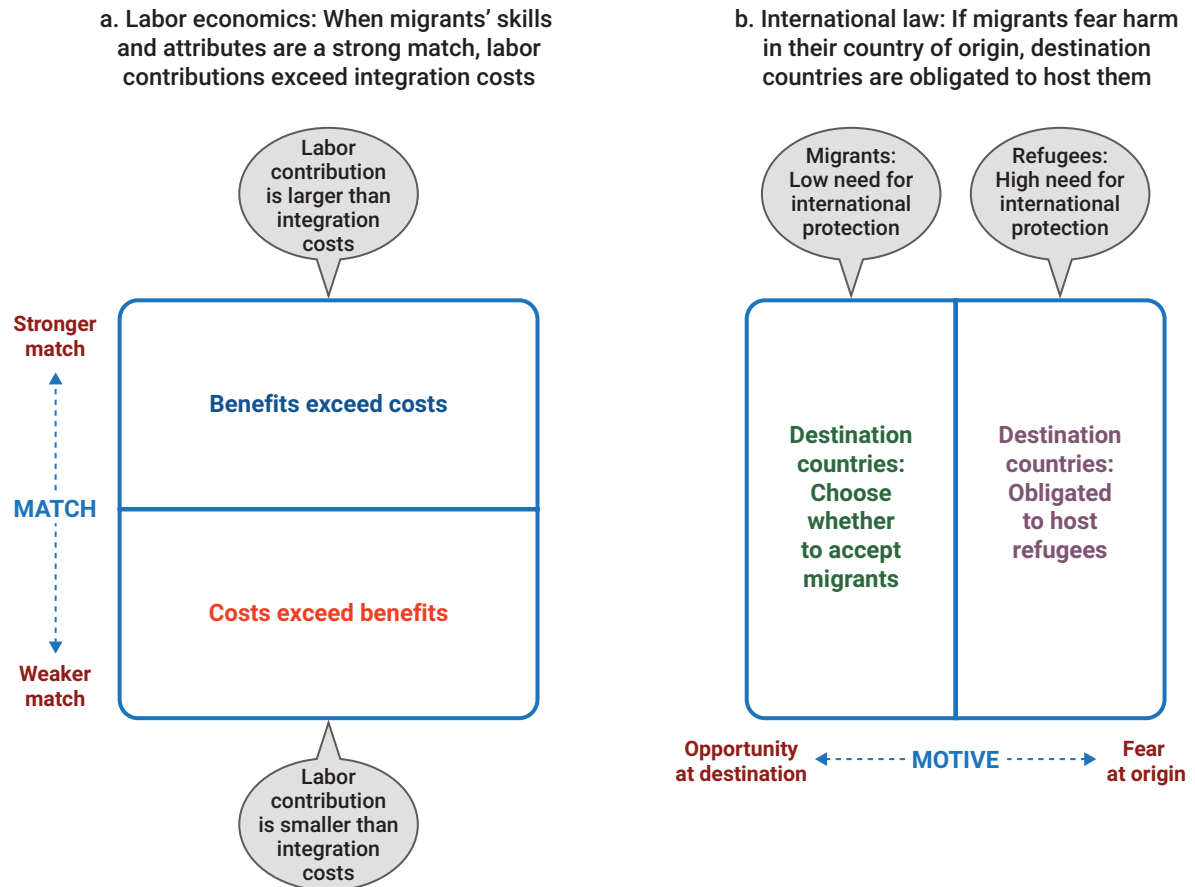 a. Labor economics: When migrants’ skills
and attributes are a strong match, labor
contributions exceed integration costs
Labor
contribution
is larger than
integration
costs
Stronger
match
MATCH
Weaker
match
Benefits exceed costs
Costs exceed benefits
Labor
contribution
is smaller than
integration
costs
b. International law: If migrants fear harm
in their country of origin, destination
countries are obligated to host them
Migrants:
Low need for
international
protection
Refugees:
High need for
international
protection
Destination
countries:
Choose
whether
to accept
migrants
Destination
countries:
Obligated
to host
refugees
Opportunity
at destination
MOTIVE
Fear
at origin